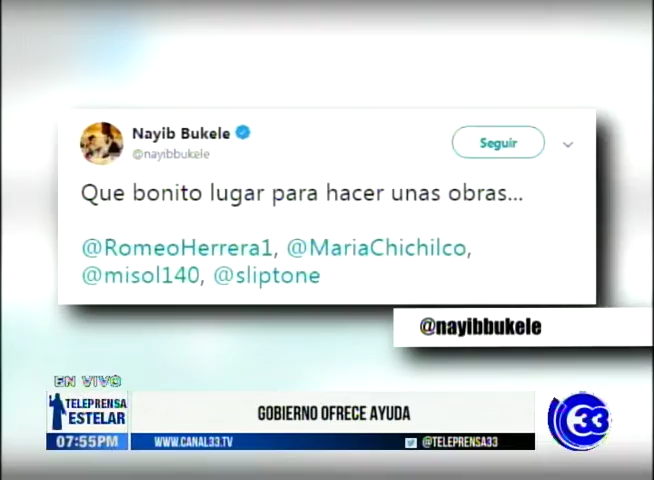 Nayib Bukele
@nayibbukele
Seguir
Que bonito lugar para hacer unas obras...
@RomeoHerrera1, @MariaChichilco,
@misol140, @sliptone
@nayibbukele
EN VIVO
TELEPRENSA
ESTELAR
GOBIERNO OFRECE AYUDA
33
07:55PM
WWW.CANAL33.TV
@TELEPRENSA33